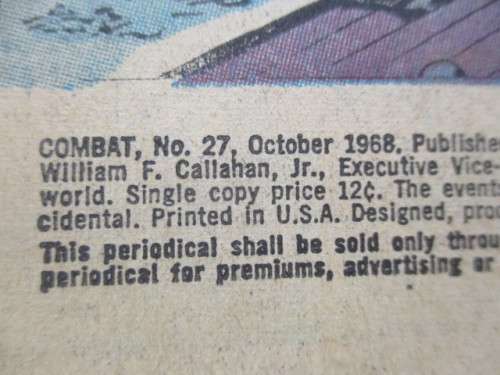 COMBAT, No. 27, October 1968. Publishe
William F. Callahan, Jr., Executive Vice
world. Single copy price 12¢. The event
cidental. Printed in U.S.A. Designed, pro
This periodical shall be sold only throu
periodical for premiums, advertising or